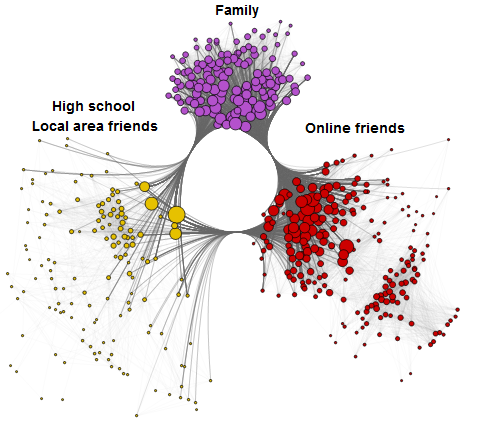 Family
High school
Local area friends
Online friends